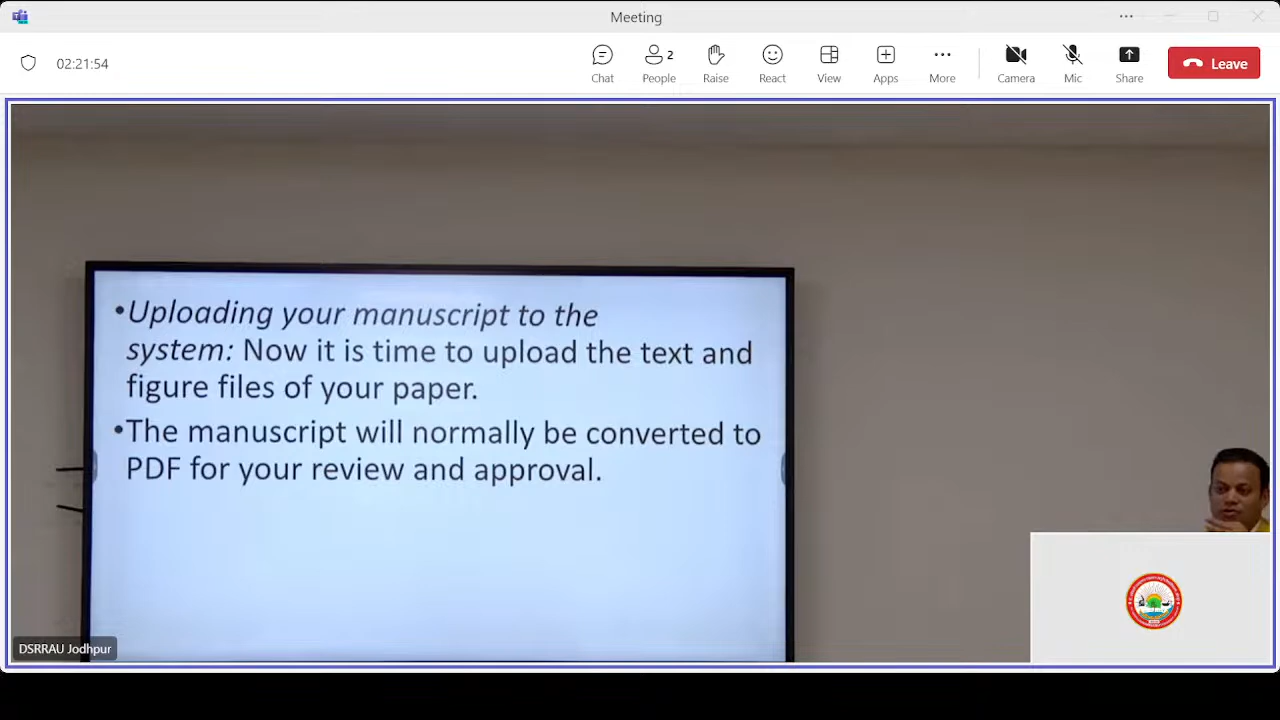 Meeting
02:21:54
Chat
People
2
Raise
React
View
Apps
More
Camera
Mic
Share
Leave
•Uploading your manuscript to the
system: Now it is time to upload the text and
figure files of your paper.
•The manuscript will normally be converted to
PDF for your review and approval.
DSRRAU Jodhpur